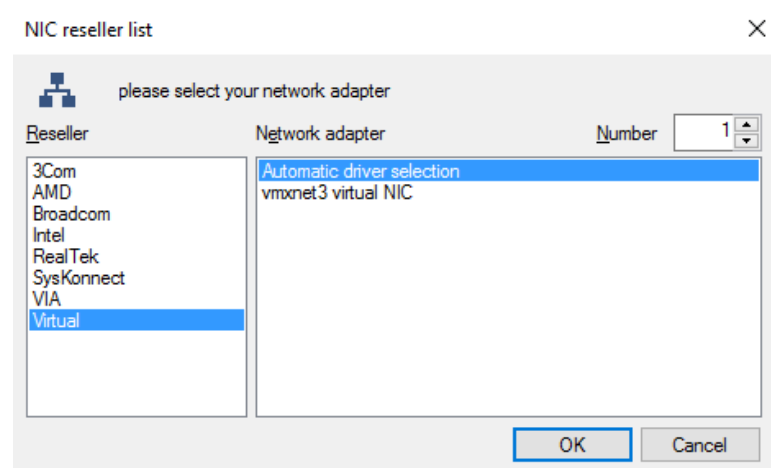 NIC reseller list
please select your network adapter
Reseller
Network adapter
Number
1
3Com
AMD
Broadcom
Intel
RealTek
SysKonnect
VIA
Virtual
Automatic driver selection
vmxnet3 virtual NIC
OK
Cancel